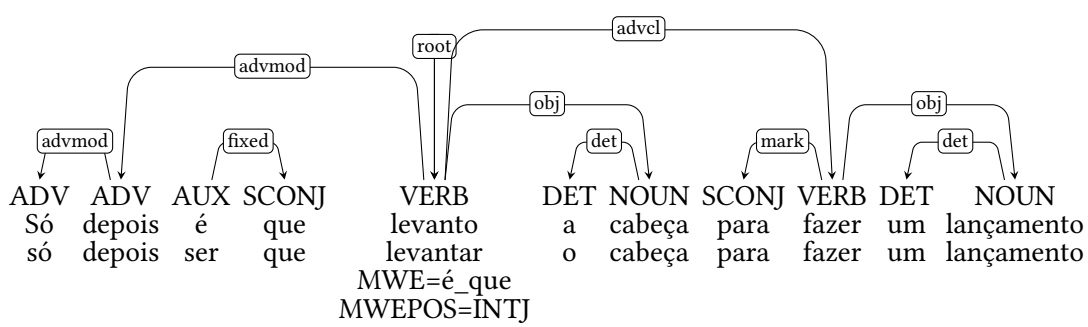 advcl
root
advmod
obj obj
advmod fixed det mark det
ADV ADV AUX SCONJ VERB DET NOUN SCONJ VERB DET NOUN
Só depois é que levanto a cabeça para fazer um lançamento
só depois ser que levantar o cabeça para fazer um lançamento
MWE=é_que
MWEPOS=INTJ